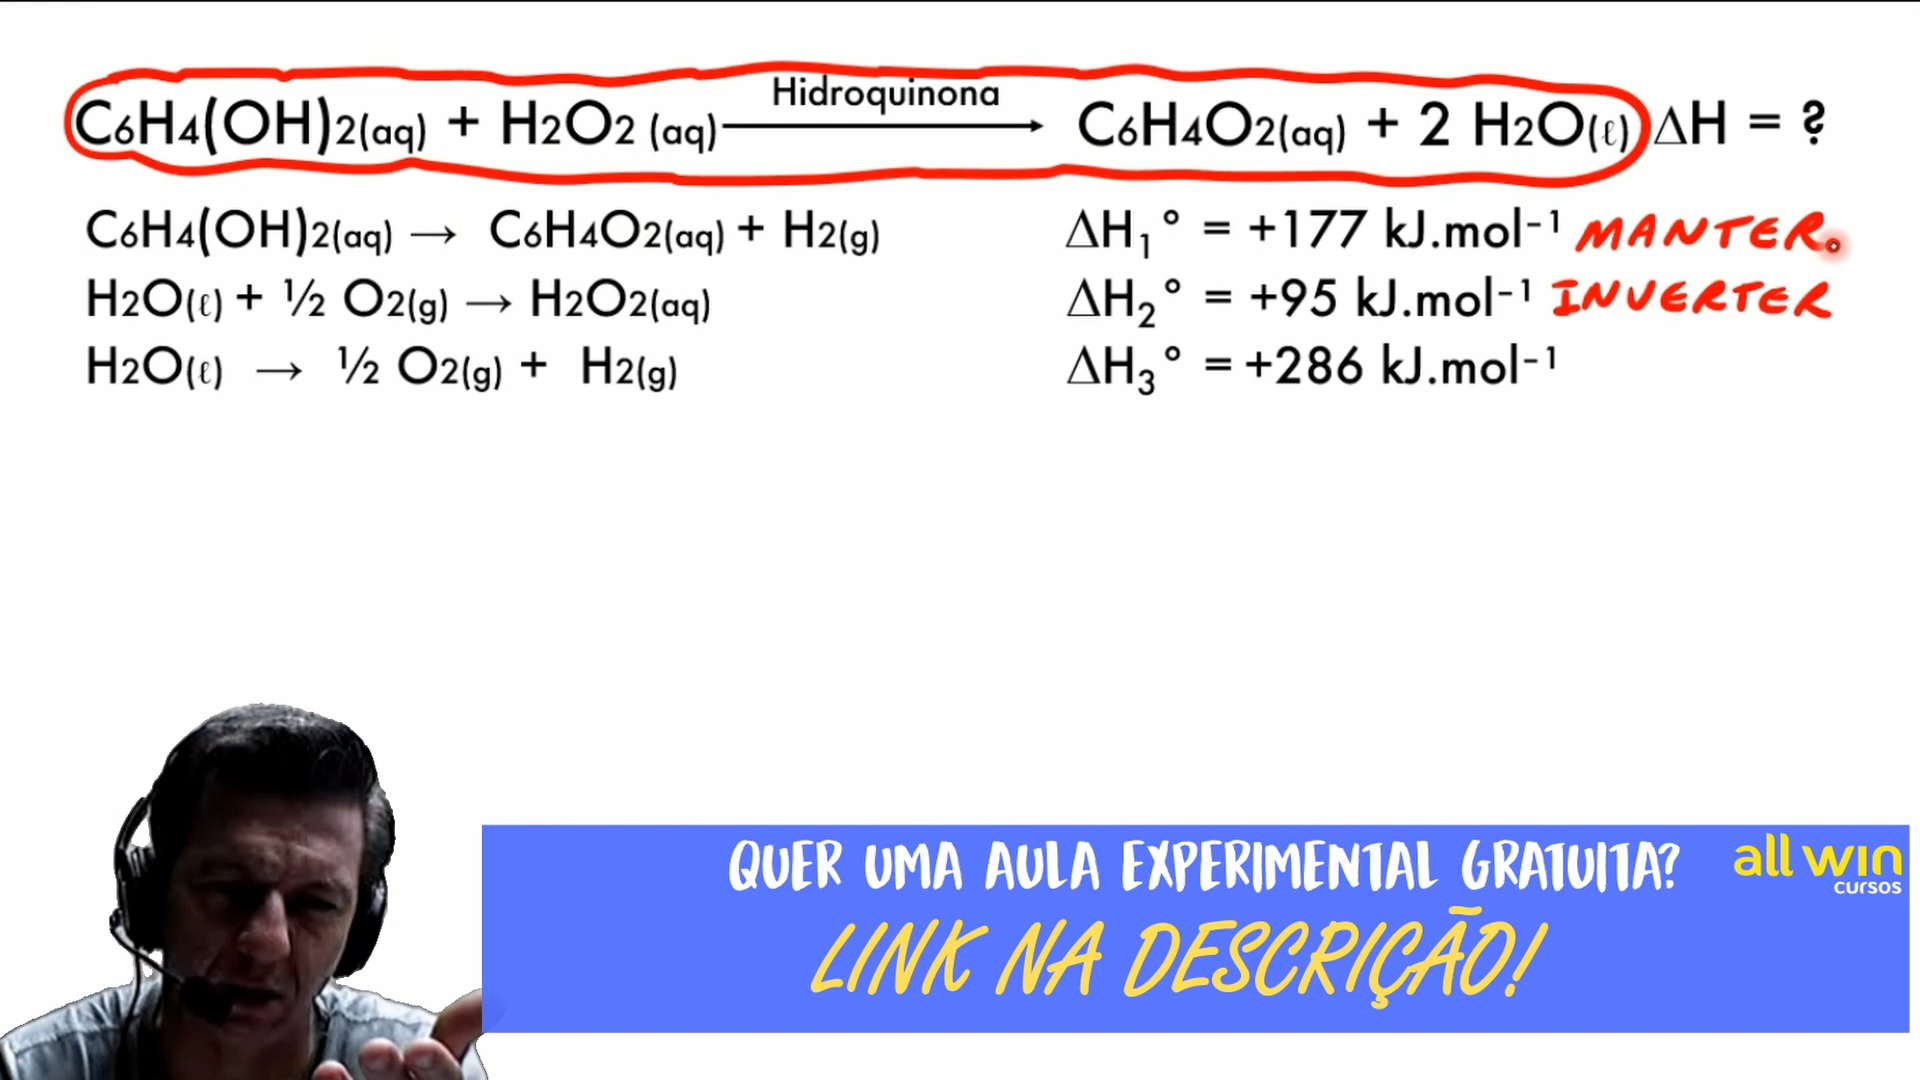 Hidroquinona
C6H4(OH)2(aq) + H2O2 (aq) → C6H4O2(aq) + 2 H2O(ℓ) ΔH = ?
C6H4(OH)2(aq) → C6H4O2(aq) + H2(g) ΔH1° = +177 kJ.mol-1 MANTER.
H2O(ℓ) + ½ O2(g) → H2O2(aq) ΔH2° = +95 kJ.mol-1 INVERTER
H2O(ℓ) → ½ O2(g) + H2(g) ΔH3° = +286 kJ.mol-1
QUER UMA AULA EXPERIMENTAL GRATUITA?
all win
cursos
LINK NA DESCRIÇÃO!